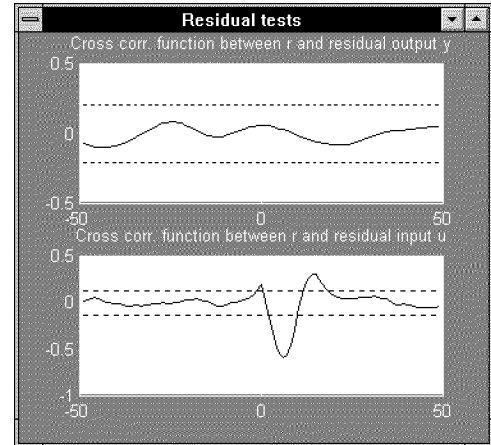 Residual tests
Cross corr. function between r and residual output y
0.5
0
-0.5
-50 0 50
Cross corr. function between r and residual input u
0.5
0
-0.5
-1
-50 0 50